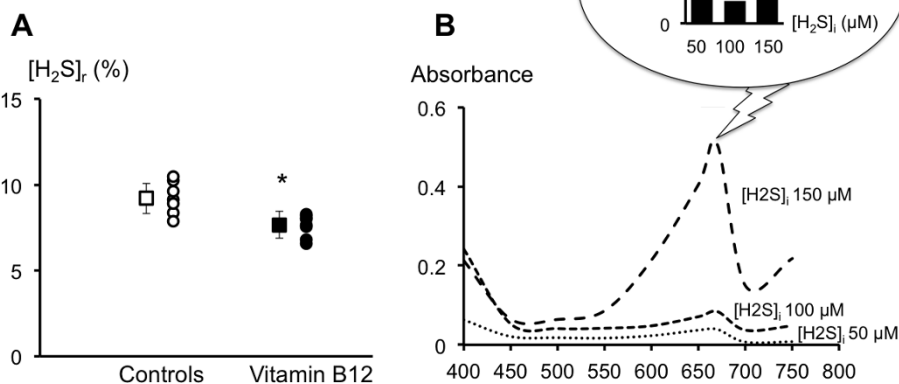 A
[H₂S]ᵣ (%)
15
10
5
0
*
Controls
Vitamin B12
B
0
[H₂S]ᵢ (µM)
50 100 150
Absorbance
0.6
0.4
0.2
0
[H2S]ᵢ 150 µM
[H2S]ᵢ 100 µM
[H2S]ᵢ 50 µM
400 450 500 550 600 650 700 750 800